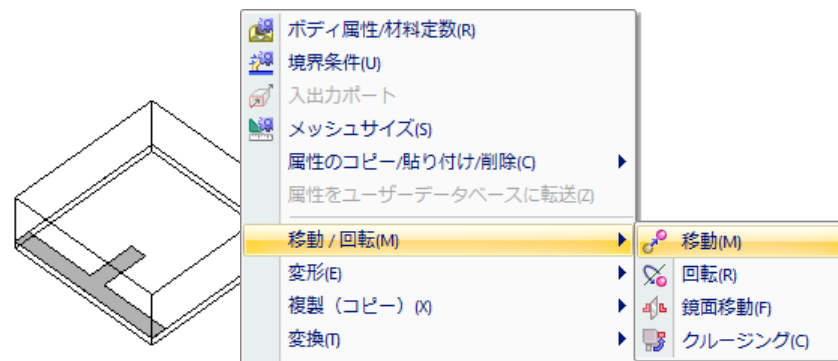 ボディ属性/材料定数(R)
境界条件(U)
入出力ポート
メッシュサイズ(S)
属性のコピー/貼り付け/削除(C)
属性をユーザーデータベースに転送(Z)
移動 / 回転(M)
変形(E)
複製（コピー）(X)
変換(T)
移動(M)
回転(R)
鏡面移動(F)
クルージング(C)